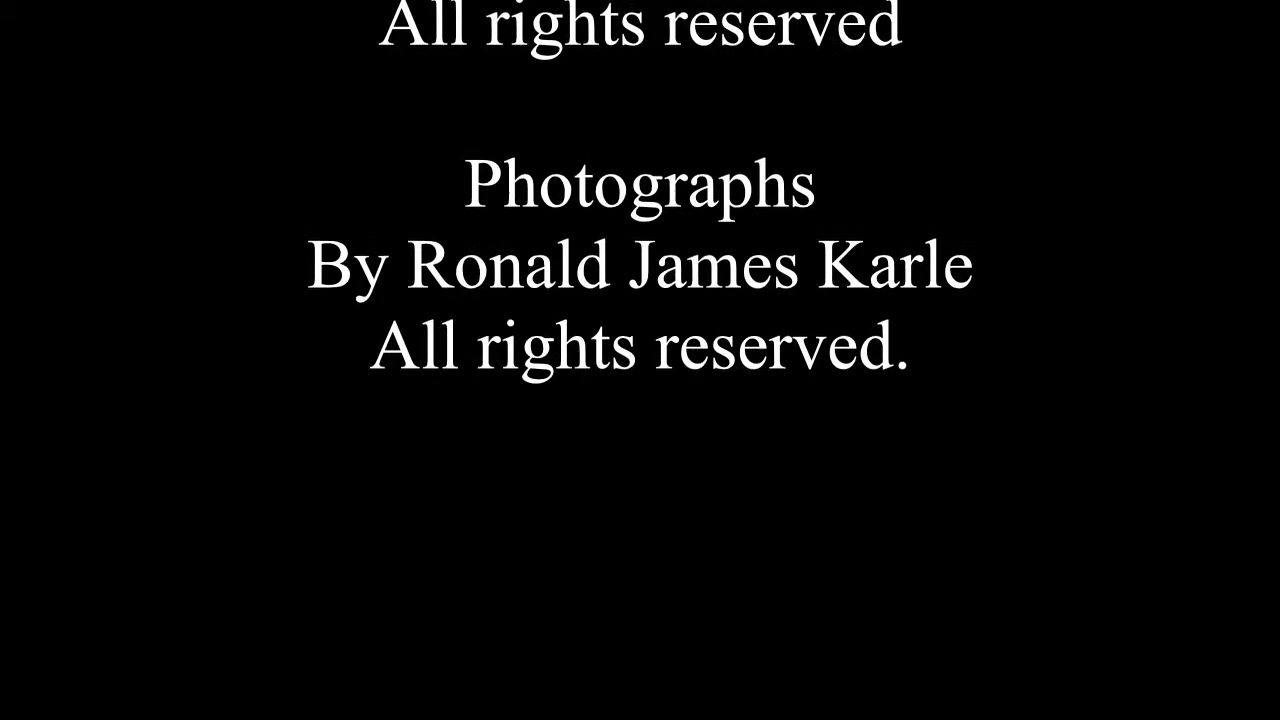 All rights reserved
Photographs
By Ronald James Karle
All rights reserved.